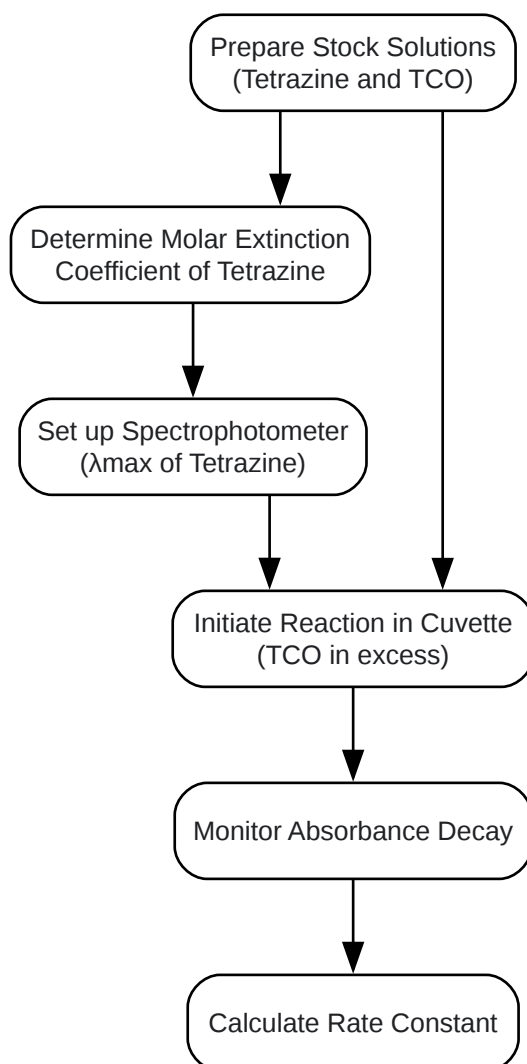 Prepare Stock Solutions
(Tetrazine and TCO)
Determine Molar Extinction
Coefficient of Tetrazine
Set up Spectrophotometer
(λmax of Tetrazine)
Initiate Reaction in Cuvette
(TCO in excess)
Monitor Absorbance Decay
Calculate Rate Constant